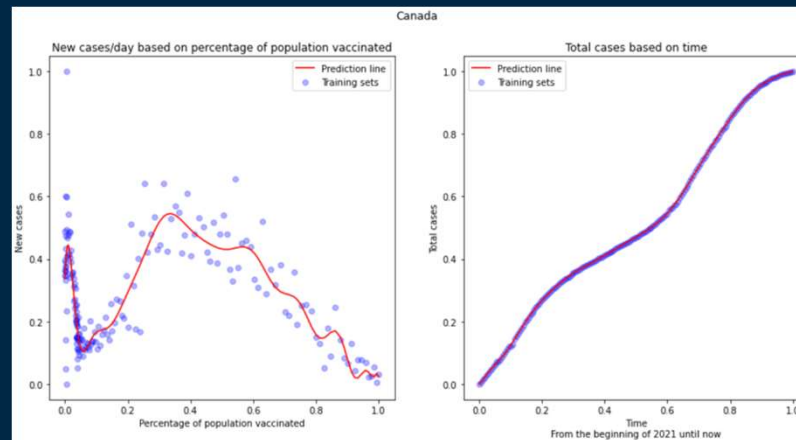 Canada
New cases/day based on percentage of population vaccinated
Prediction line
Training sets
New cases
1.0
0.8
0.6
0.4
0.2
0.0
0.0 0.2 0.4 0.6 0.8 1.0
Percentage of population vaccinated
Total cases based on time
Prediction line
Training sets
Total cases
1.0
0.8
0.6
0.4
0.2
0.0
0.0 0.2 0.4 0.6 0.8 1.0
Time
From the beginning of 2021 until now